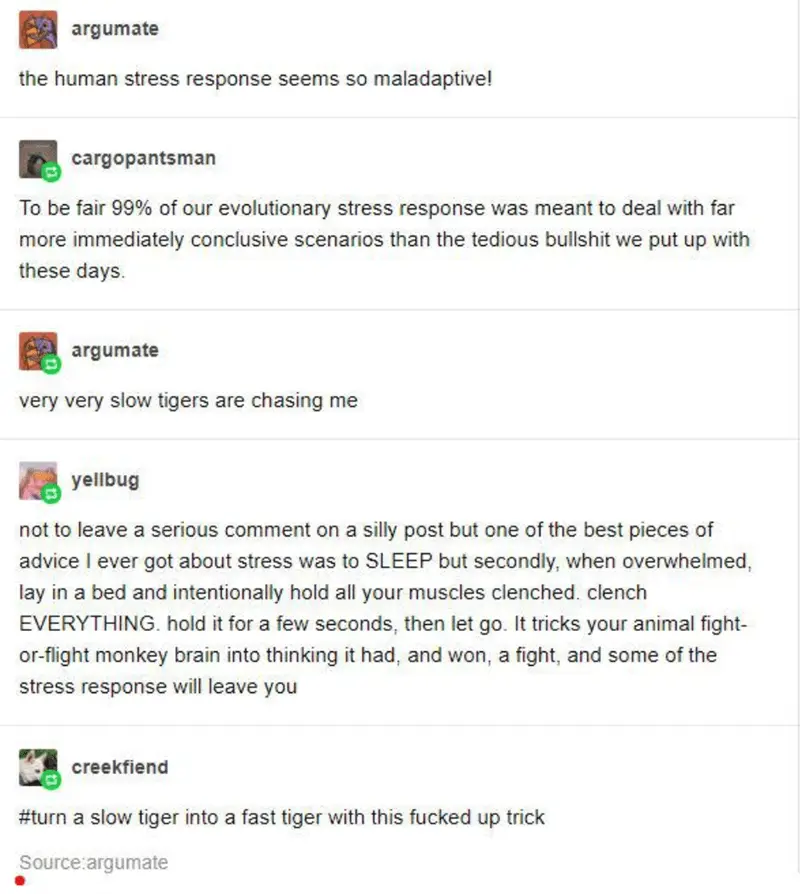 argumate
the human stress response seems so maladaptive!
cargopantsman
To be fair 99% of our evolutionary stress response was meant to deal with far
more immediately conclusive scenarios than the tedious bullshit we put up with
these days.
argumate
very very slow tigers are chasing me
yellbug
not to leave a serious comment on a silly post but one of the best pieces of
advice I ever got about stress was to SLEEP but secondly, when overwhelmed,
lay in a bed and intentionally hold all your muscles clenched. clench
EVERYTHING. hold it for a few seconds, then let go. It tricks your animal fight-
or-flight monkey brain into thinking it had, and won, a fight, and some of the
stress response will leave you
creekfiend
#turn a slow tiger into a fast tiger with this fucked up trick
Source:argumate